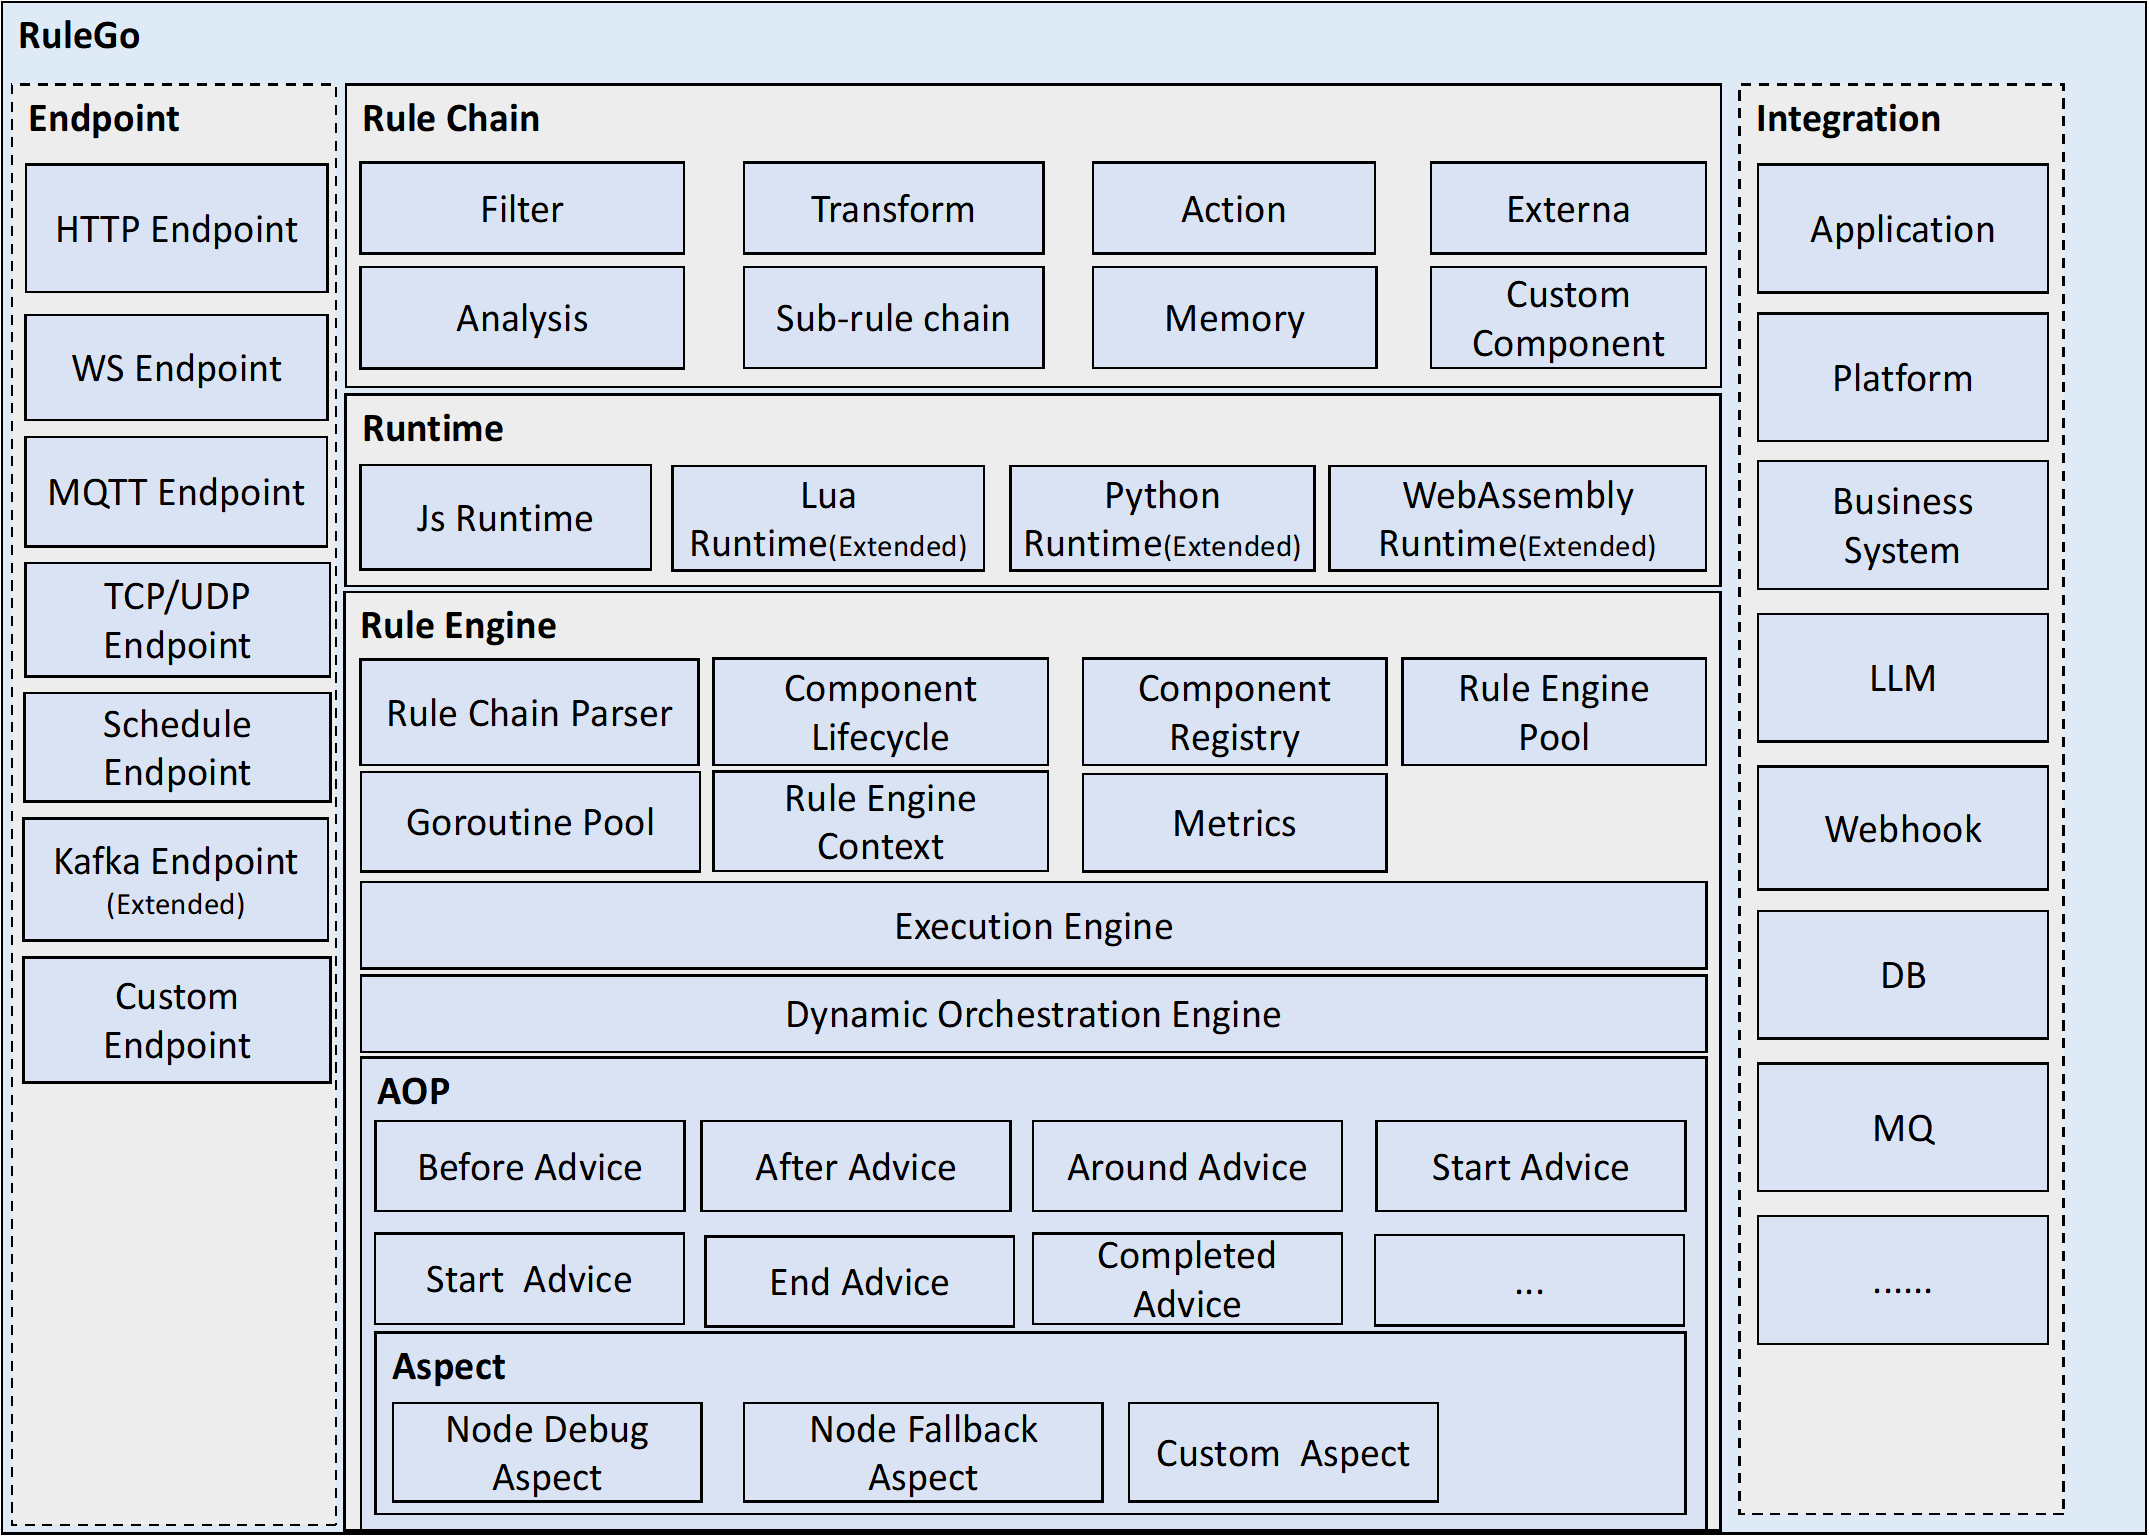 RuleGo
Endpoint
HTTP Endpoint
WS Endpoint
MQTT Endpoint
TCP/UDP
Endpoint
Schedule
Endpoint
Kafka Endpoint
(Extended)
Custom
Endpoint
Rule Chain
Filter
Transform
Action
Externa
Analysis
Sub-rule chain
Memory
Custom
Component
Runtime
Js Runtime
Lua
Runtime(Extended)
Python
Runtime(Extended)
WebAssembly
Runtime(Extended)
Rule Engine
Rule Chain Parser
Component
Lifecycle
Component
Registry
Rule Engine
Pool
Goroutine Pool
Rule Engine
Context
Metrics
Execution Engine
Dynamic Orchestration Engine
AOP
Before Advice
After Advice
Around Advice
Start Advice
Start  Advice
End Advice
Completed
Advice
...
Aspect
Node Debug
Aspect
Node Fallback
Aspect
Custom  Aspect
Integration
Application
Platform
Business
System
LLM
Webhook
DB
MQ
......